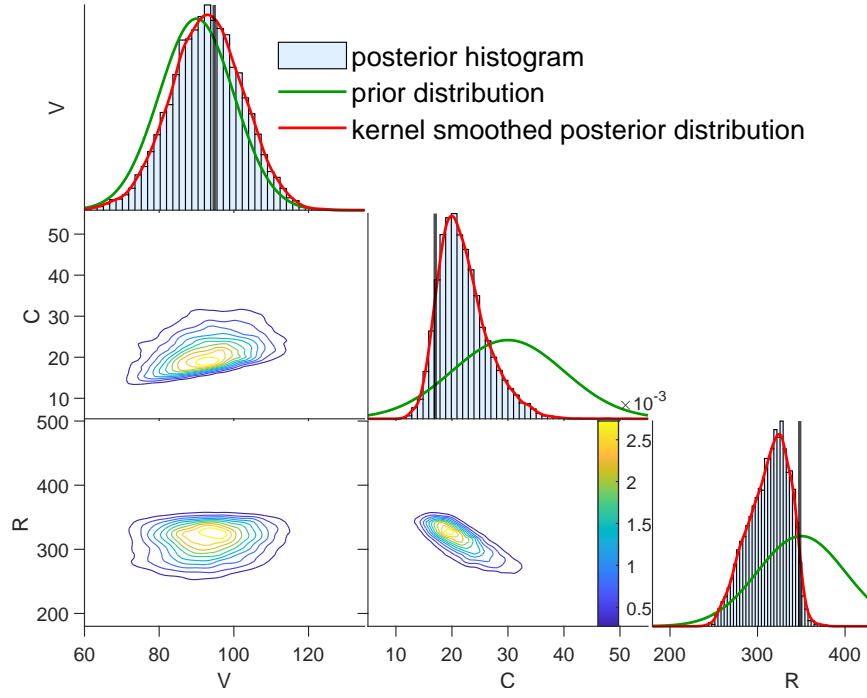 V
posterior histogram
prior distribution
kernel smoothed posterior distribution
50
40
30
20
10
C
×10⁻³
500
400
300
200
R
2.5
2
1.5
1
0.5
60 80 100 120
V
10 20 30 40 50
C
200 300 400
R